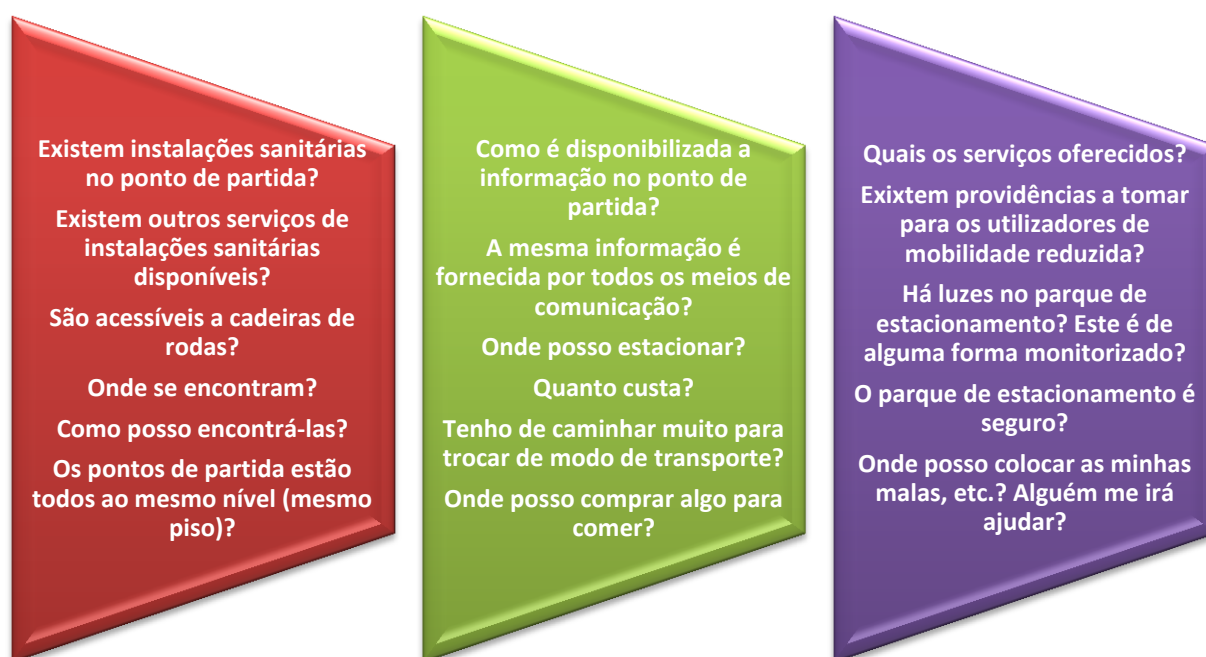 Existem instalações sanitárias
no ponto de partida?
Existem outros serviços de
instalações sanitárias
disponíveis?
São acessíveis a cadeiras de
rodas?
Onde se encontram?
Como posso encontrá-las?
Os pontos de partida estão
todos ao mesmo nível (mesmo
piso)?
Como é disponibilizada a
informação no ponto de
partida?
A mesma informação é
fornecida por todos os meios de
comunicação?
Onde posso estacionar?
Quanto custa?
Tenho de caminhar muito para
trocar de modo de transporte?
Onde posso comprar algo para
comer?
Quais os serviços oferecidos?
Exixtem providências a tomar
para os utilizadores de
mobilidade reduzida?
Há luzes no parque de
estacionamento? Este é de
alguma forma monitorizado?
O parque de estacionamento é
seguro?
Onde posso colocar as minhas
malas, etc.? Alguém me irá
ajudar?